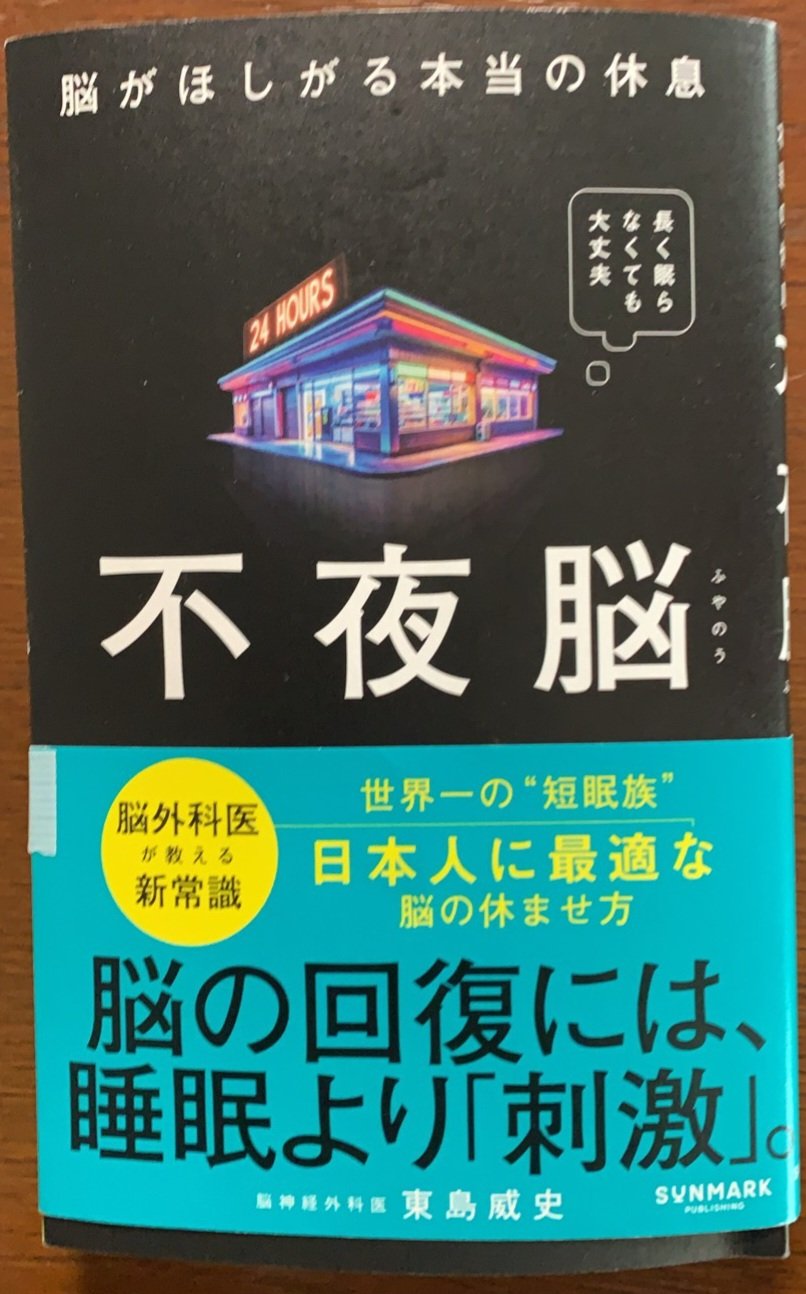 脳がほしがる本当の休息
長く眠ら
なくても
大丈夫
24 HOURS
不夜脳
ふやのう
脳外科医
が教える
新常識
世界一の“短眠族”
日本人に最適な
脳の休ませ方
脳の回復には、
睡眠より「刺激」。
脳神経外科医 東島威史
SUNMARK
PUBLISHING